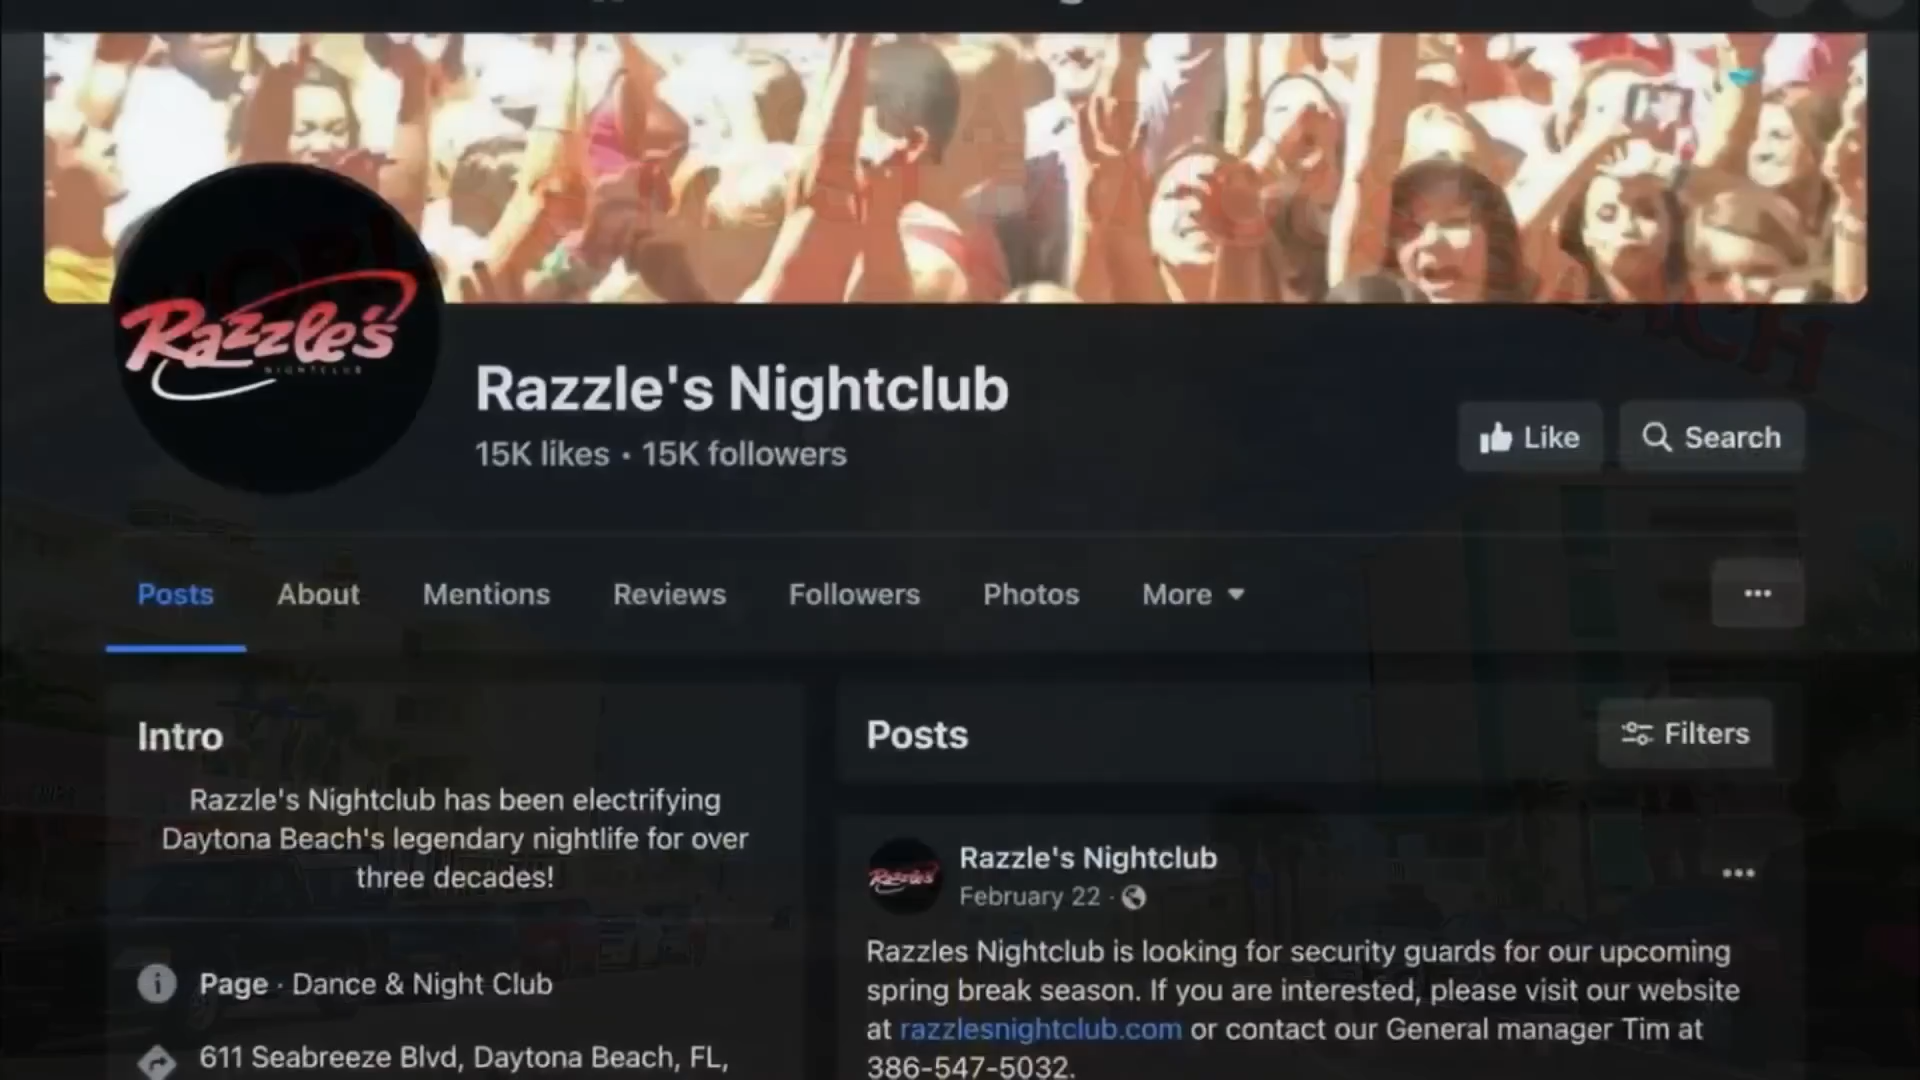 Razzle's
NIGHTCLUB
Razzle's Nightclub
15K likes • 15K followers
Like
Search
Posts
About
Mentions
Reviews
Followers
Photos
More
Intro
Razzle's Nightclub has been electrifying
Daytona Beach's legendary nightlife for over
three decades!
Page · Dance & Night Club
611 Seabreeze Blvd, Daytona Beach, FL,
Posts
Filters
Razzle's
Razzle's Nightclub
February 22 ·
Razzles Nightclub is looking for security guards for our upcoming
spring break season. If you are interested, please visit our website
at razzlesnightclub.com or contact our General manager Tim at
386-547-5032.